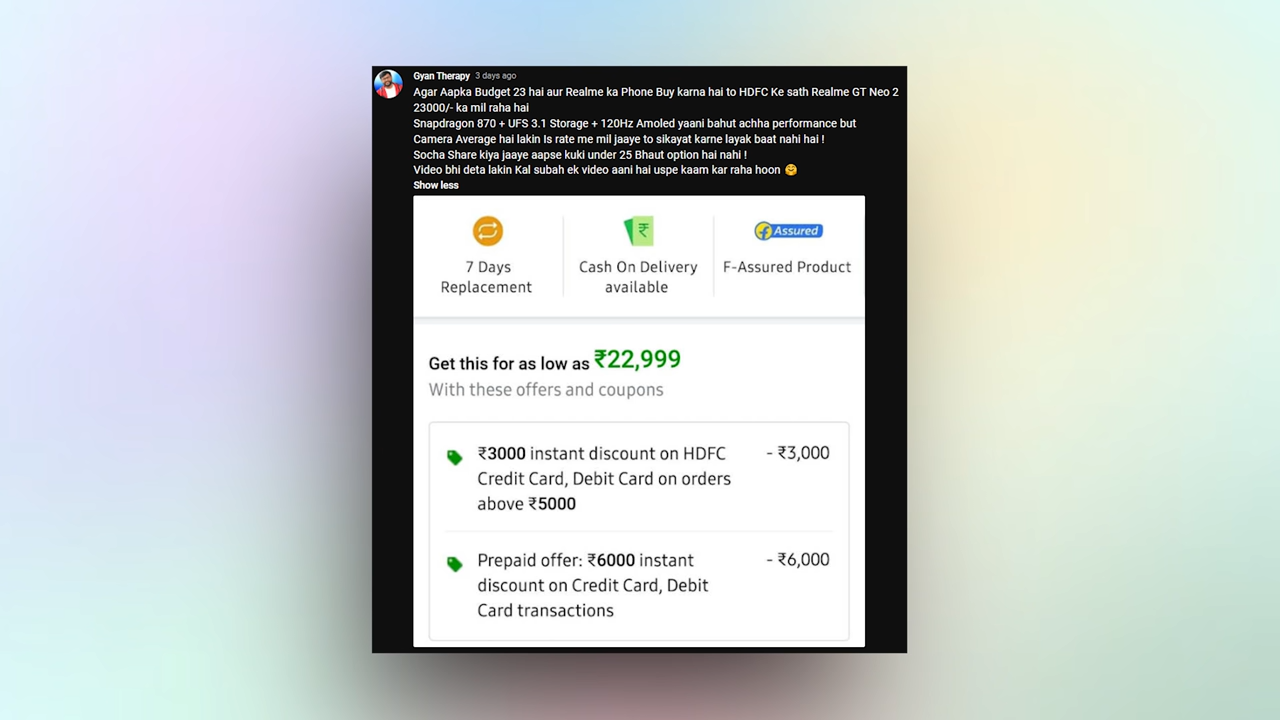 Gyan Therapy 3 days ago
Agar Aapka Budget 23 hai aur Realme ka Phone Buy karna hai to HDFC Ke sath Realme GT Neo 2
23000/- ka mil raha hai
Snapdragon 870 + UFS 3.1 Storage + 120Hz Amoled yaani bahut achha performance but
Camera Average hai lakin Is rate me mil jaaye to sikayat karne layak baat nahi hai !
Socha Share kiya jaaye aapse kuki under 25 Bhaut option hai nahi !
Video bhi deta lakin Kal subah ek video aani hai uspe kaam kar raha hoon 🤗
Show less
7 Days
Replacement
Cash On Delivery
available
Assured
F-Assured Product
Get this for as low as ₹22,999
With these offers and coupons
₹3000 instant discount on HDFC - ₹3,000
Credit Card, Debit Card on orders
above ₹5000
Prepaid offer: ₹6000 instant - ₹6,000
discount on Credit Card, Debit
Card transactions